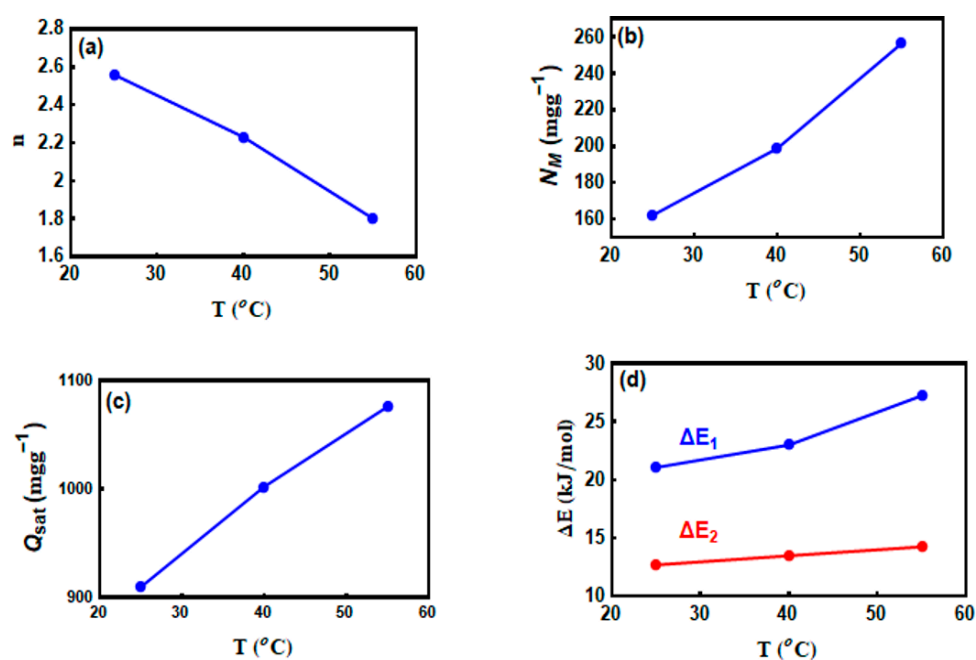 (a)
2.8
2.6
2.4
2.2
2
1.8
1.6
n
20 30 40 50 60
T (°C)
(b)
260
240
220
200
180
160
N_M (mgg⁻¹)
20 30 40 50 60
T (°C)
(c)
1100
1000
900
Q_sat (mgg⁻¹)
20 30 40 50 60
T (°C)
(d)
30
25
20
15
10
ΔE (kJ/mol)
ΔE₁
ΔE₂
20 30 40 50 60
T (°C)